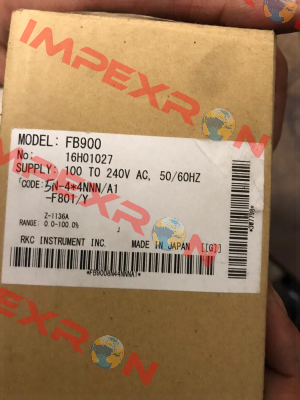 IMPEXRON
MODEL: FB900
No: 16H01027
SUPPLY: 100 TO 240V AC, 50/60HZ
CODE: 5N-4*4NNN/A1
-F801/Y
Z-1136A
RANGE: 0.0-100.0%
RKC INSTRUMENT INC. MADE IN JAPAN [[G]]
IMPEXRON